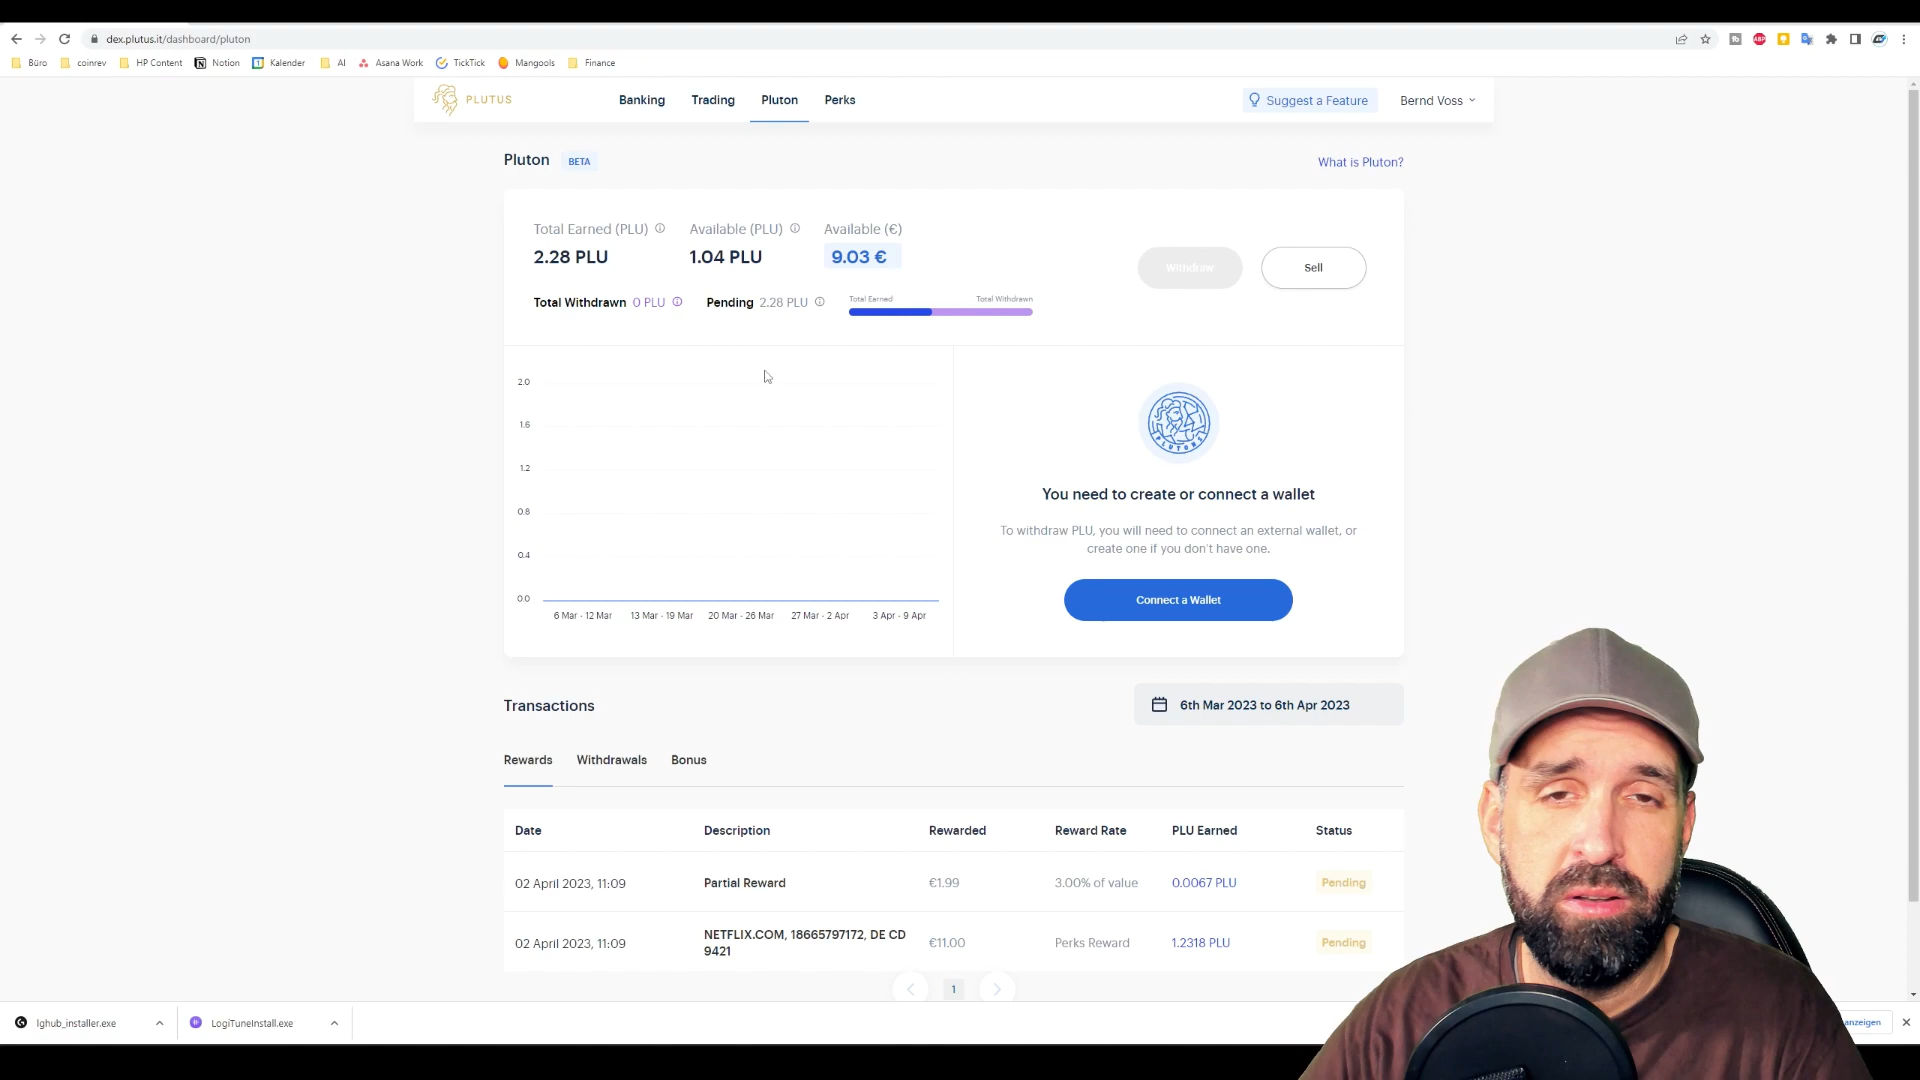 dex.plutus.it/dashboard/pluton
Büro coinrev HP Content Notion Kalender AI Asana Work TickTick Mangools Finance
PLUTUS Banking Trading Pluton Perks Suggest a Feature Bernd Voss
Pluton BETA What is Pluton?
Total Earned (PLU) Available (PLU) Available (€)
2.28 PLU 1.04 PLU 9.03 €
Withdraw Sell
Total Withdrawn 0 PLU Pending 2.28 PLU Total Earned Total Withdrawn
2.0
1.6
1.2
0.8
0.4
0.0
6 Mar - 12 Mar 13 Mar - 19 Mar 20 Mar - 26 Mar 27 Mar - 2 Apr 3 Apr - 9 Apr
PLUTONS
You need to create or connect a wallet
To withdraw PLU, you will need to connect an external wallet, or
create one if you don't have one.
Connect a Wallet
Transactions 6th Mar 2023 to 6th Apr 2023
Rewards Withdrawals Bonus
Date Description Rewarded Reward Rate PLU Earned Status
02 April 2023, 11:09 Partial Reward €1.99 3.00% of value 0.0067 PLU Pending
02 April 2023, 11:09 NETFLIX.COM, 18665797172, DE CD
9421 €11.00 Perks Reward 1.2318 PLU Pending
1
lghub_installer.exe LogiTuneInstall.exe anzeigen